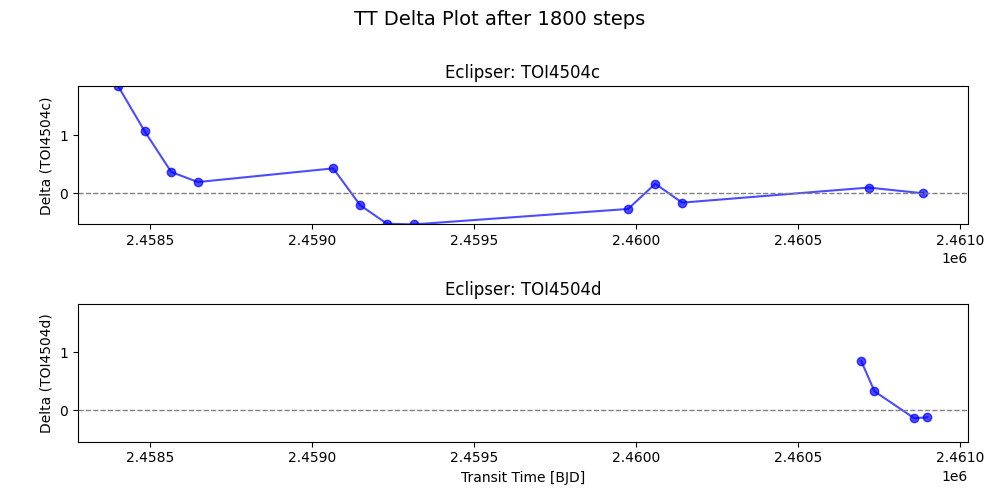 TT Delta Plot after 1800 steps
Eclipser: TOI4504c
Delta (TOI4504c)
1
0
2.4585 2.4590 2.4595 2.4600 2.4605 2.4610
1e6
Eclipser: TOI4504d
Delta (TOI4504d)
1
0
2.4585 2.4590 2.4595 2.4600 2.4605 2.4610
1e6
Transit Time [BJD]